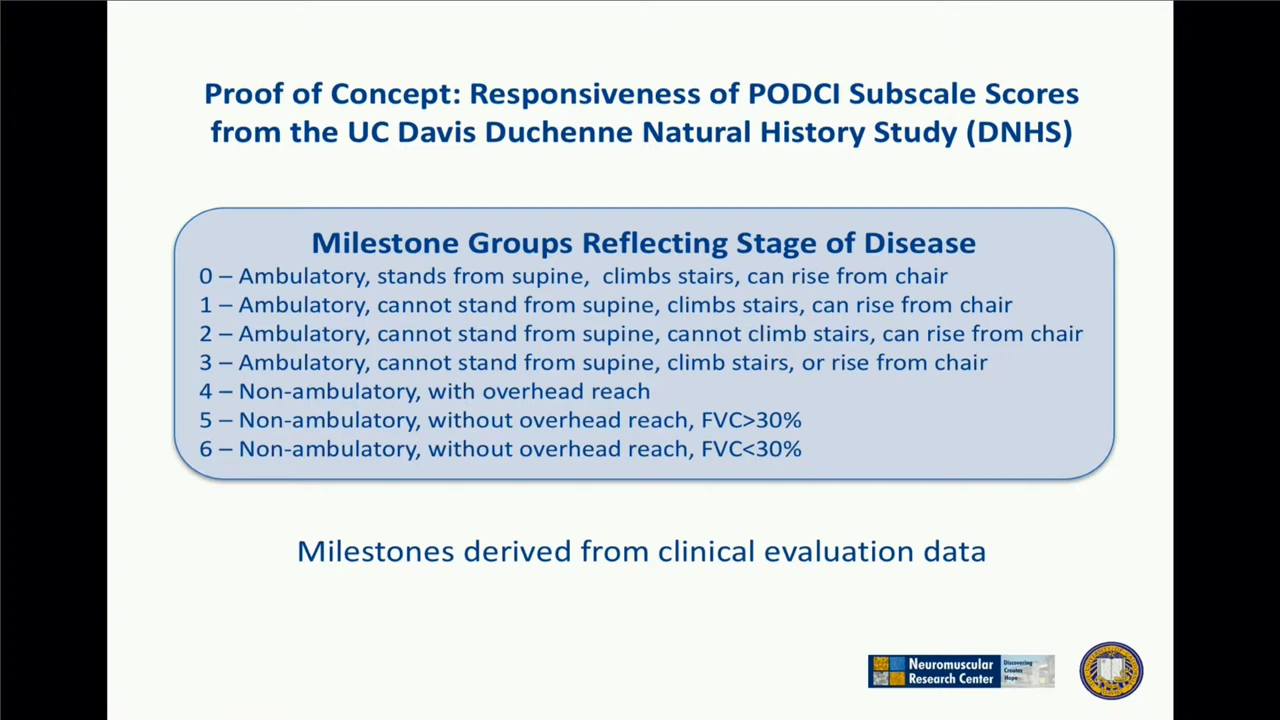 Proof of Concept: Responsiveness of PODCI Subscale Scores
from the UC Davis Duchenne Natural History Study (DNHS)
Milestone Groups Reflecting Stage of Disease
0 – Ambulatory, stands from supine,  climbs stairs, can rise from chair
1 – Ambulatory, cannot stand from supine, climbs stairs, can rise from chair
2 – Ambulatory, cannot stand from supine, cannot climb stairs, can rise from chair
3 – Ambulatory, cannot stand from supine, climb stairs, or rise from chair
4 – Non-ambulatory, with overhead reach
5 – Non-ambulatory, without overhead reach, FVC>30%
6 – Non-ambulatory, without overhead reach, FVC<30%
Milestones derived from clinical evaluation data
Neuromuscular
Research Center
Discovering
Creates
Hope